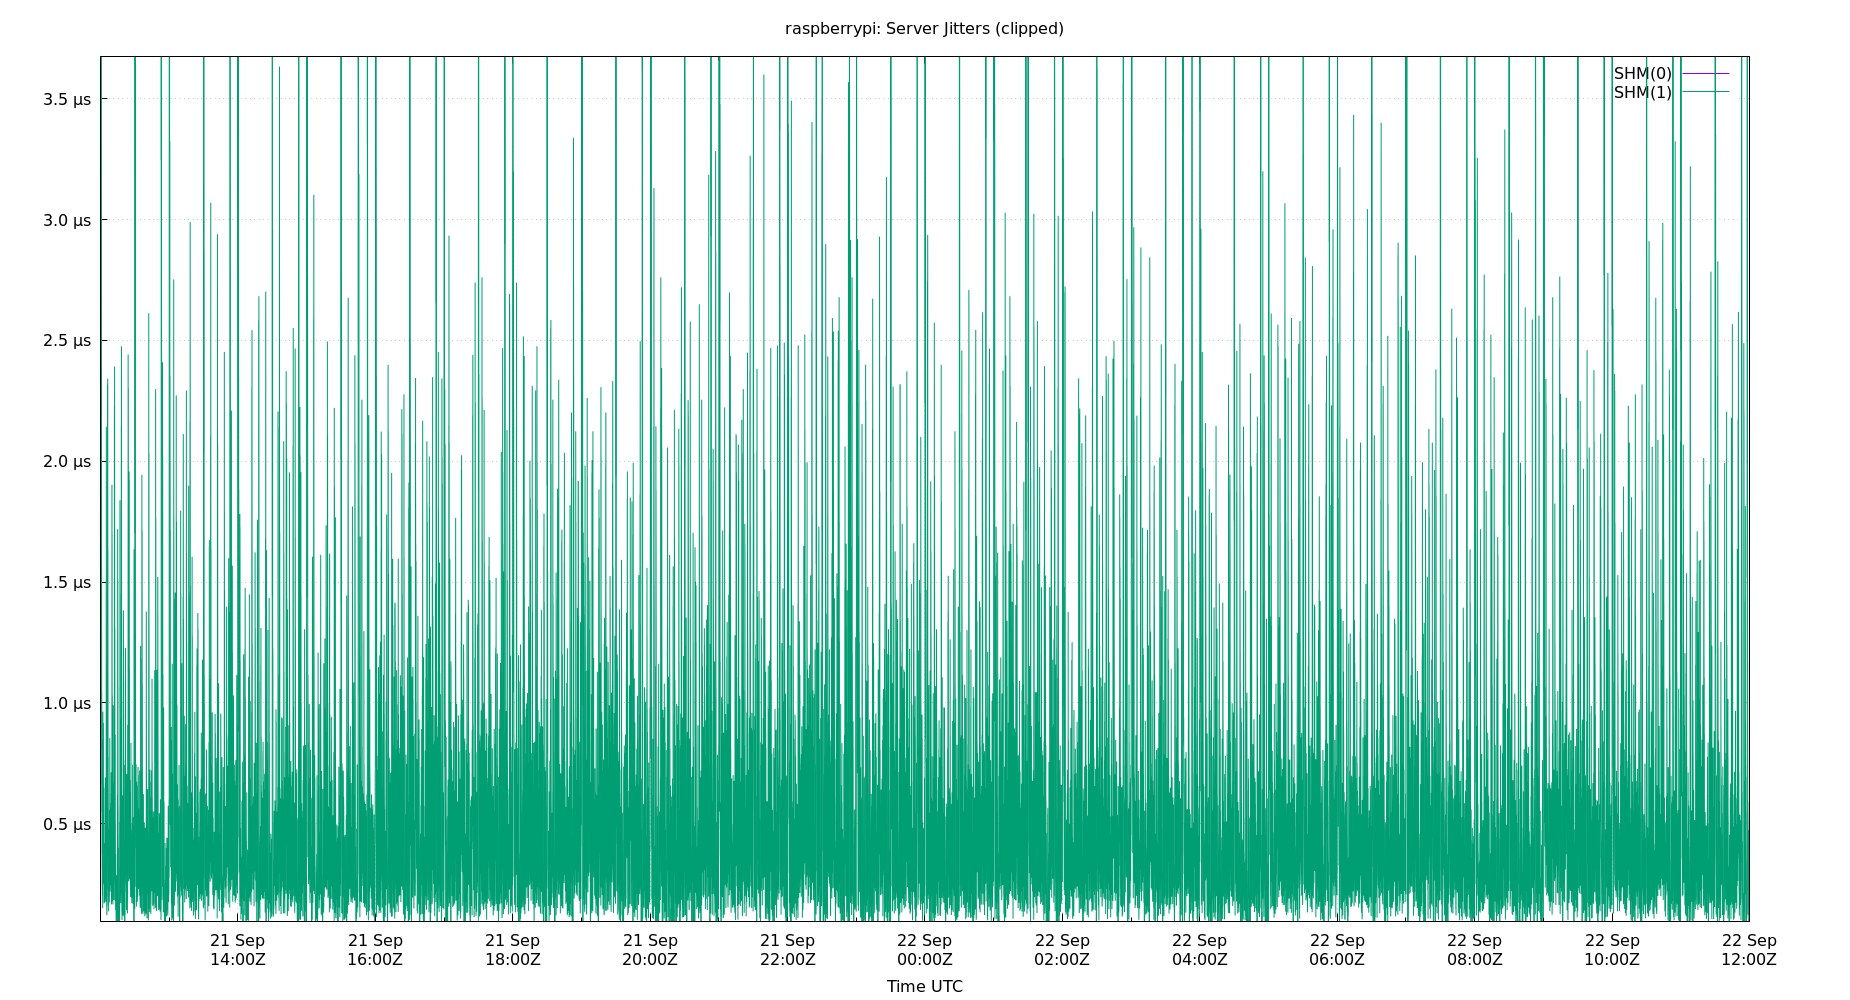 raspberrypi: Server Jitters (clipped)
SHM(0)
SHM(1)
3.5 µs
3.0 µs
2.5 µs
2.0 µs
1.5 µs
1.0 µs
0.5 µs
21 Sep 21 Sep 21 Sep 21 Sep 21 Sep 22 Sep 22 Sep 22 Sep 22 Sep 22 Sep 22 Sep 22 Sep
14:00Z 16:00Z 18:00Z 20:00Z 22:00Z 00:00Z 02:00Z 04:00Z 06:00Z 08:00Z 10:00Z 12:00Z
Time UTC